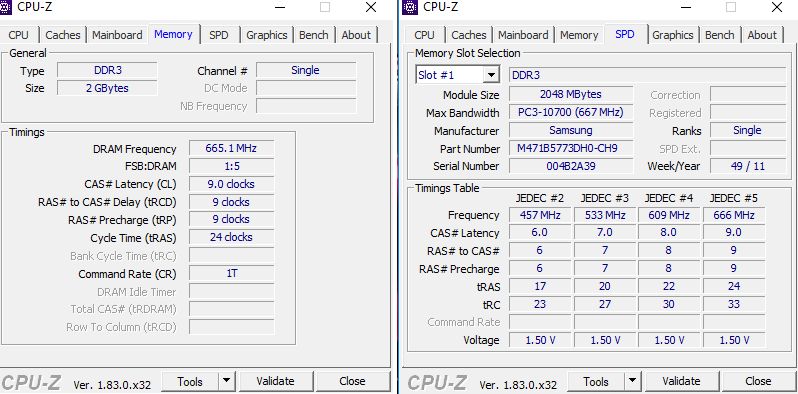 CPU-Z
CPU Caches Mainboard Memory SPD Graphics Bench About
General
Type DDR3 Channel # Single
Size 2 GBytes DC Mode
NB Frequency
Timings
DRAM Frequency 665.1 MHz
FSB:DRAM 1:5
CAS# Latency (CL) 9.0 clocks
RAS# to CAS# Delay (tRCD) 9 clocks
RAS# Precharge (tRP) 9 clocks
Cycle Time (tRAS) 24 clocks
Bank Cycle Time (tRC)
Command Rate (CR) 1T
DRAM Idle Timer
Total CAS# (tRDRAM)
Row To Column (tRCD)
CPU-Z Ver. 1.83.0.x32 Tools Validate Close
CPU-Z
CPU Caches Mainboard Memory SPD Graphics Bench About
Memory Slot Selection
Slot #1 DDR3
Module Size 2048 MBytes Correction
Max Bandwidth PC3-10700 (667 MHz) Registered
Manufacturer Samsung Ranks Single
Part Number M471B5773DH0-CH9 SPD Ext.
Serial Number 004B2A39 Week/Year 49 / 11
Timings Table
JEDEC #2 JEDEC #3 JEDEC #4 JEDEC #5
Frequency 457 MHz 533 MHz 609 MHz 666 MHz
CAS# Latency 6.0 7.0 8.0 9.0
RAS# to CAS# 6 7 8 9
RAS# Precharge 6 7 8 9
tRAS 17 20 22 24
tRC 23 27 30 33
Command Rate
Voltage 1.50 V 1.50 V 1.50 V 1.50 V
CPU-Z Ver. 1.83.0.x32 Tools Validate Close